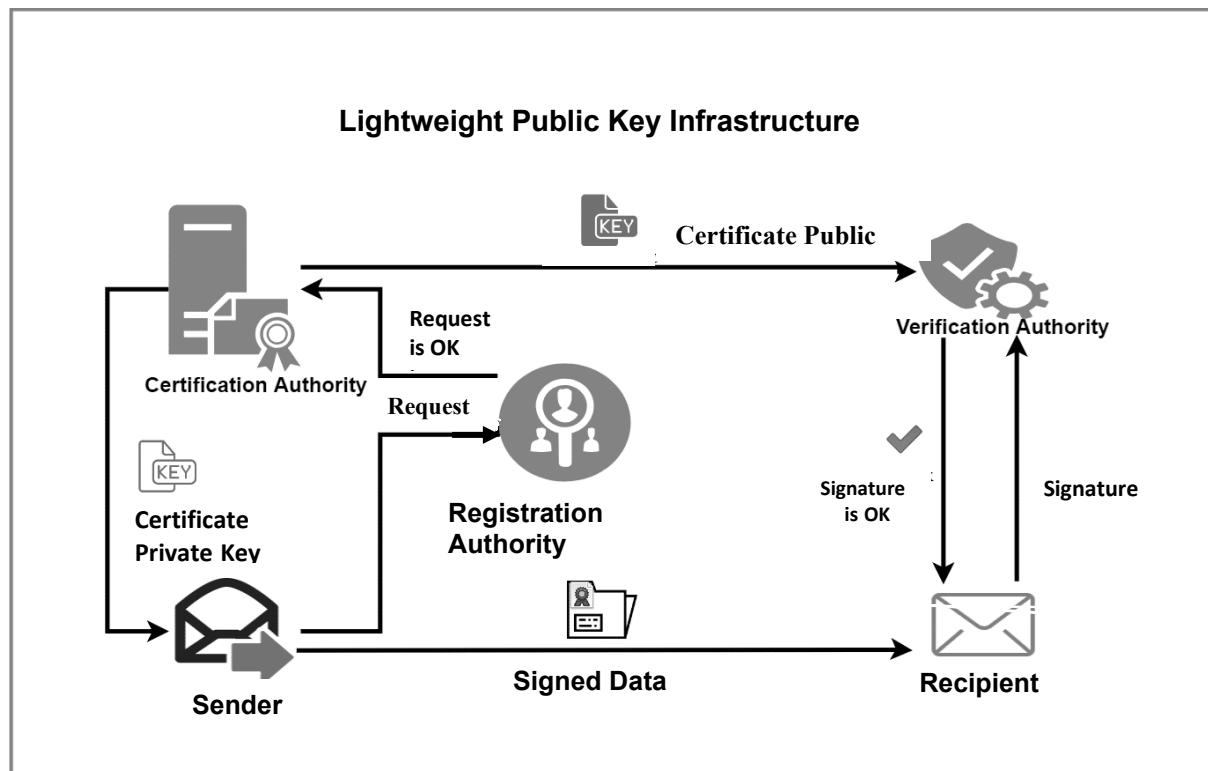 Lightweight Public Key Infrastructure
KEY
Certificate Public
Request
is OK
Verification Authority
Certification Authority
Request
KEY
Certificate
Private Key
Registration
Authority
Signature
is OK
Signature
Signed Data
Sender
Recipient